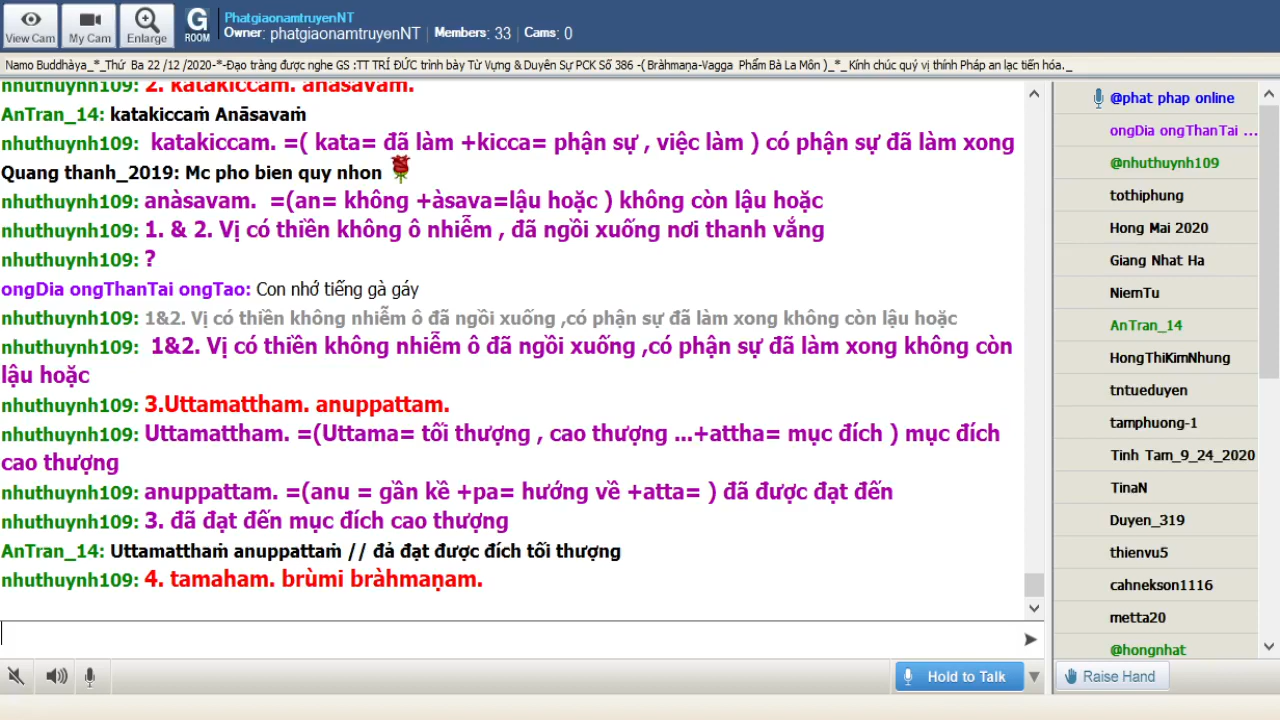 View Cam
My Cam
Enlarge
G
ROOM
PhatgiaonamtruyenNT
Owner: phatgiaonamtruyenNT | Members: 33 | Cams: 0
Namo Buddhàya_*_Thứ Ba 22 /12 /2020-*-Đạo tràng được nghe GS :TT TRÍ ĐỨC trình bày Từ Vựng & Duyên Sự PCK Số 386 -( Bràhmaṇa-Vagga Phẩm Bà La Môn )_*_ Kính chúc quý vị thính Pháp an lạc tiến hóa._
nhuthuynh109: 2. katakiccam. anàsavam.
AnTran_14: katakiccaṁ Anāsavaṁ
nhuthuynh109: katakiccam. =( kata= đã làm +kicca= phận sự , việc làm ) có phận sự đã làm xong
Quang thanh_2019: Mc pho bien quy nhon
nhuthuynh109: anàsavam. =(an= không +àsava=lậu hoặc ) không còn lậu hoặc
nhuthuynh109: 1. & 2. Vị có thiền không ô nhiễm , đã ngồi xuống nơi thanh vắng
nhuthuynh109: ?
ongDia ongThanTai ongTao: Con nhớ tiếng gà gáy
nhuthuynh109: 1&2. Vị có thiền không nhiễm ô đã ngồi xuống ,có phận sự đã làm xong không còn lậu hoặc
nhuthuynh109: 1&2. Vị có thiền không nhiễm ô đã ngồi xuống ,có phận sự đã làm xong không còn
lậu hoặc
nhuthuynh109: 3.Uttamattham. anuppattam.
nhuthuynh109: Uttamattham. =(Uttama= tối thượng , cao thượng ...+attha= mục đích ) mục đích
cao thượng
nhuthuynh109: anuppattam. =(anu = gần kề +pa= hướng về +atta= ) đã được đạt đến
nhuthuynh109: 3. đã đạt đến mục đích cao thượng
AnTran_14: Uttamatthaṁ anuppattaṁ // đả đạt được đích tối thượng
nhuthuynh109: 4. tamaham. brùmi bràhmaṇam.
Hold to Talk
@phat phap online
ongDia ongThanTai ...
@nhuthuynh109
tothiphung
Hong Mai 2020
Giang Nhat Ha
NiemTu
AnTran_14
HongThiKimNhung
tntueduyen
tamphuong-1
Tinh Tam_9_24_2020
TinaN
Duyen_319
thienvu5
cahnekson1116
metta20
@hongnhat
Raise Hand